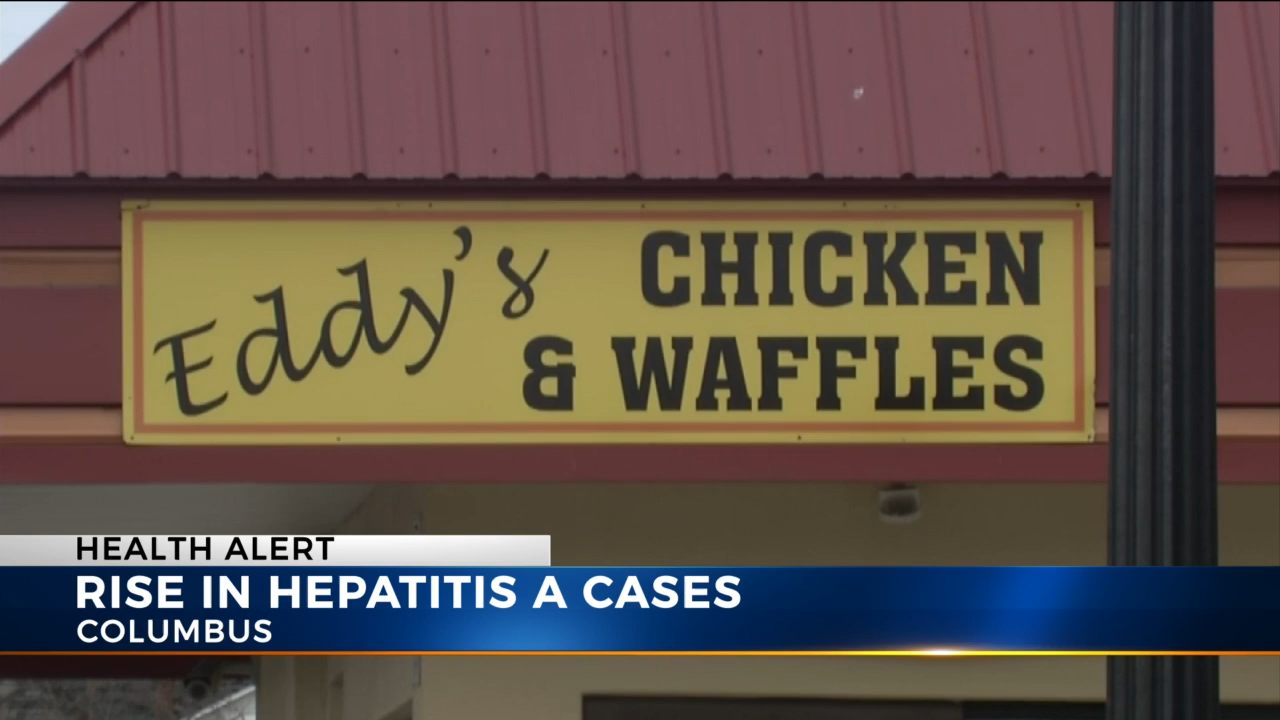 Eddy's CHICKEN
& WAFFLES
HEALTH ALERT
RISE IN HEPATITIS A CASES
COLUMBUS